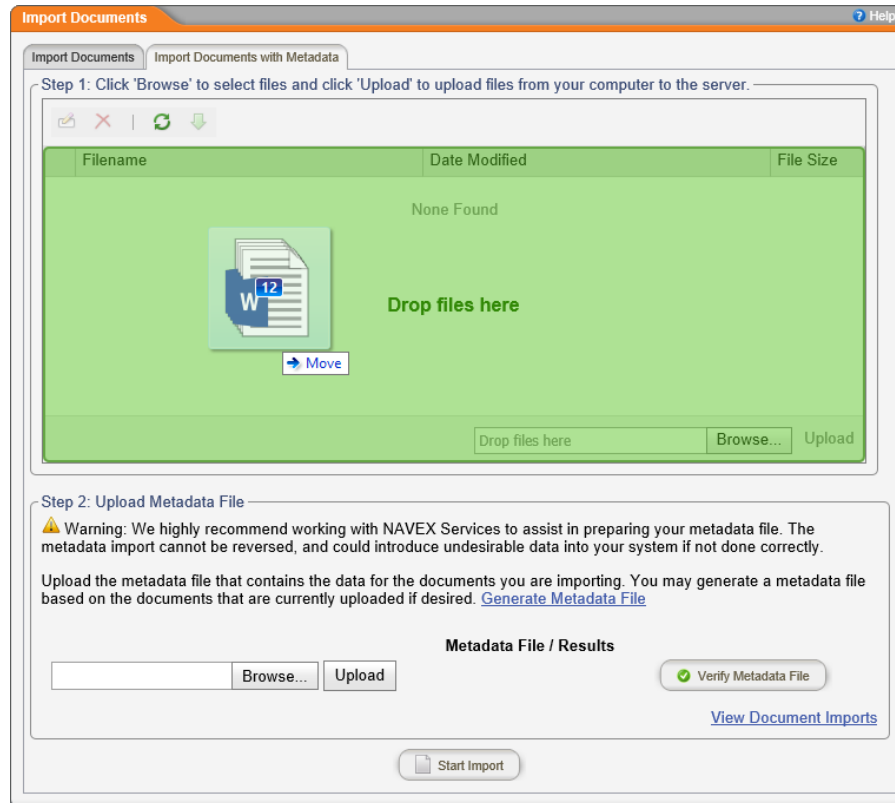 Import Documents
Help
Import Documents
Import Documents with Metadata
Step 1: Click 'Browse' to select files and click 'Upload' to upload files from your computer to the server.
|
Filename Date Modified File Size
None Found
W 12
Drop files here
Move
Drop files here Browse... Upload
Step 2: Upload Metadata File
Warning: We highly recommend working with NAVEX Services to assist in preparing your metadata file. The
metadata import cannot be reversed, and could introduce undesirable data into your system if not done correctly.
Upload the metadata file that contains the data for the documents you are importing. You may generate a metadata file
based on the documents that are currently uploaded if desired. Generate Metadata File
Metadata File / Results
Browse... Upload Verify Metadata File
View Document Imports
Start Import